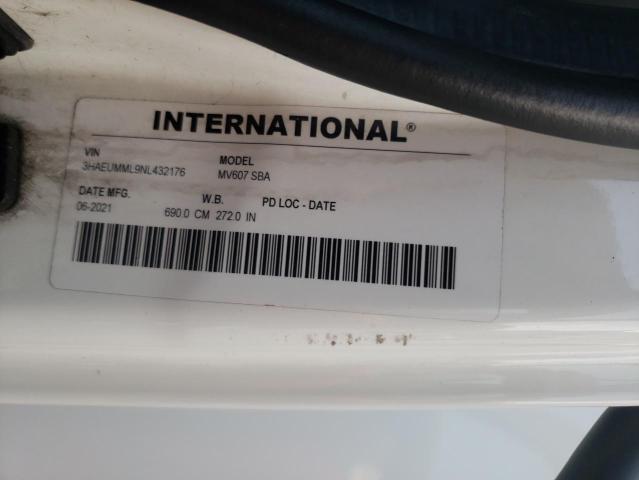 INTERNATIONAL®
VIN MODEL
3HAEUMML9NL432176 MV607 SBA
DATE MFG. W.B. PD LOC - DATE
06-2021 690.0 CM 272.0 IN